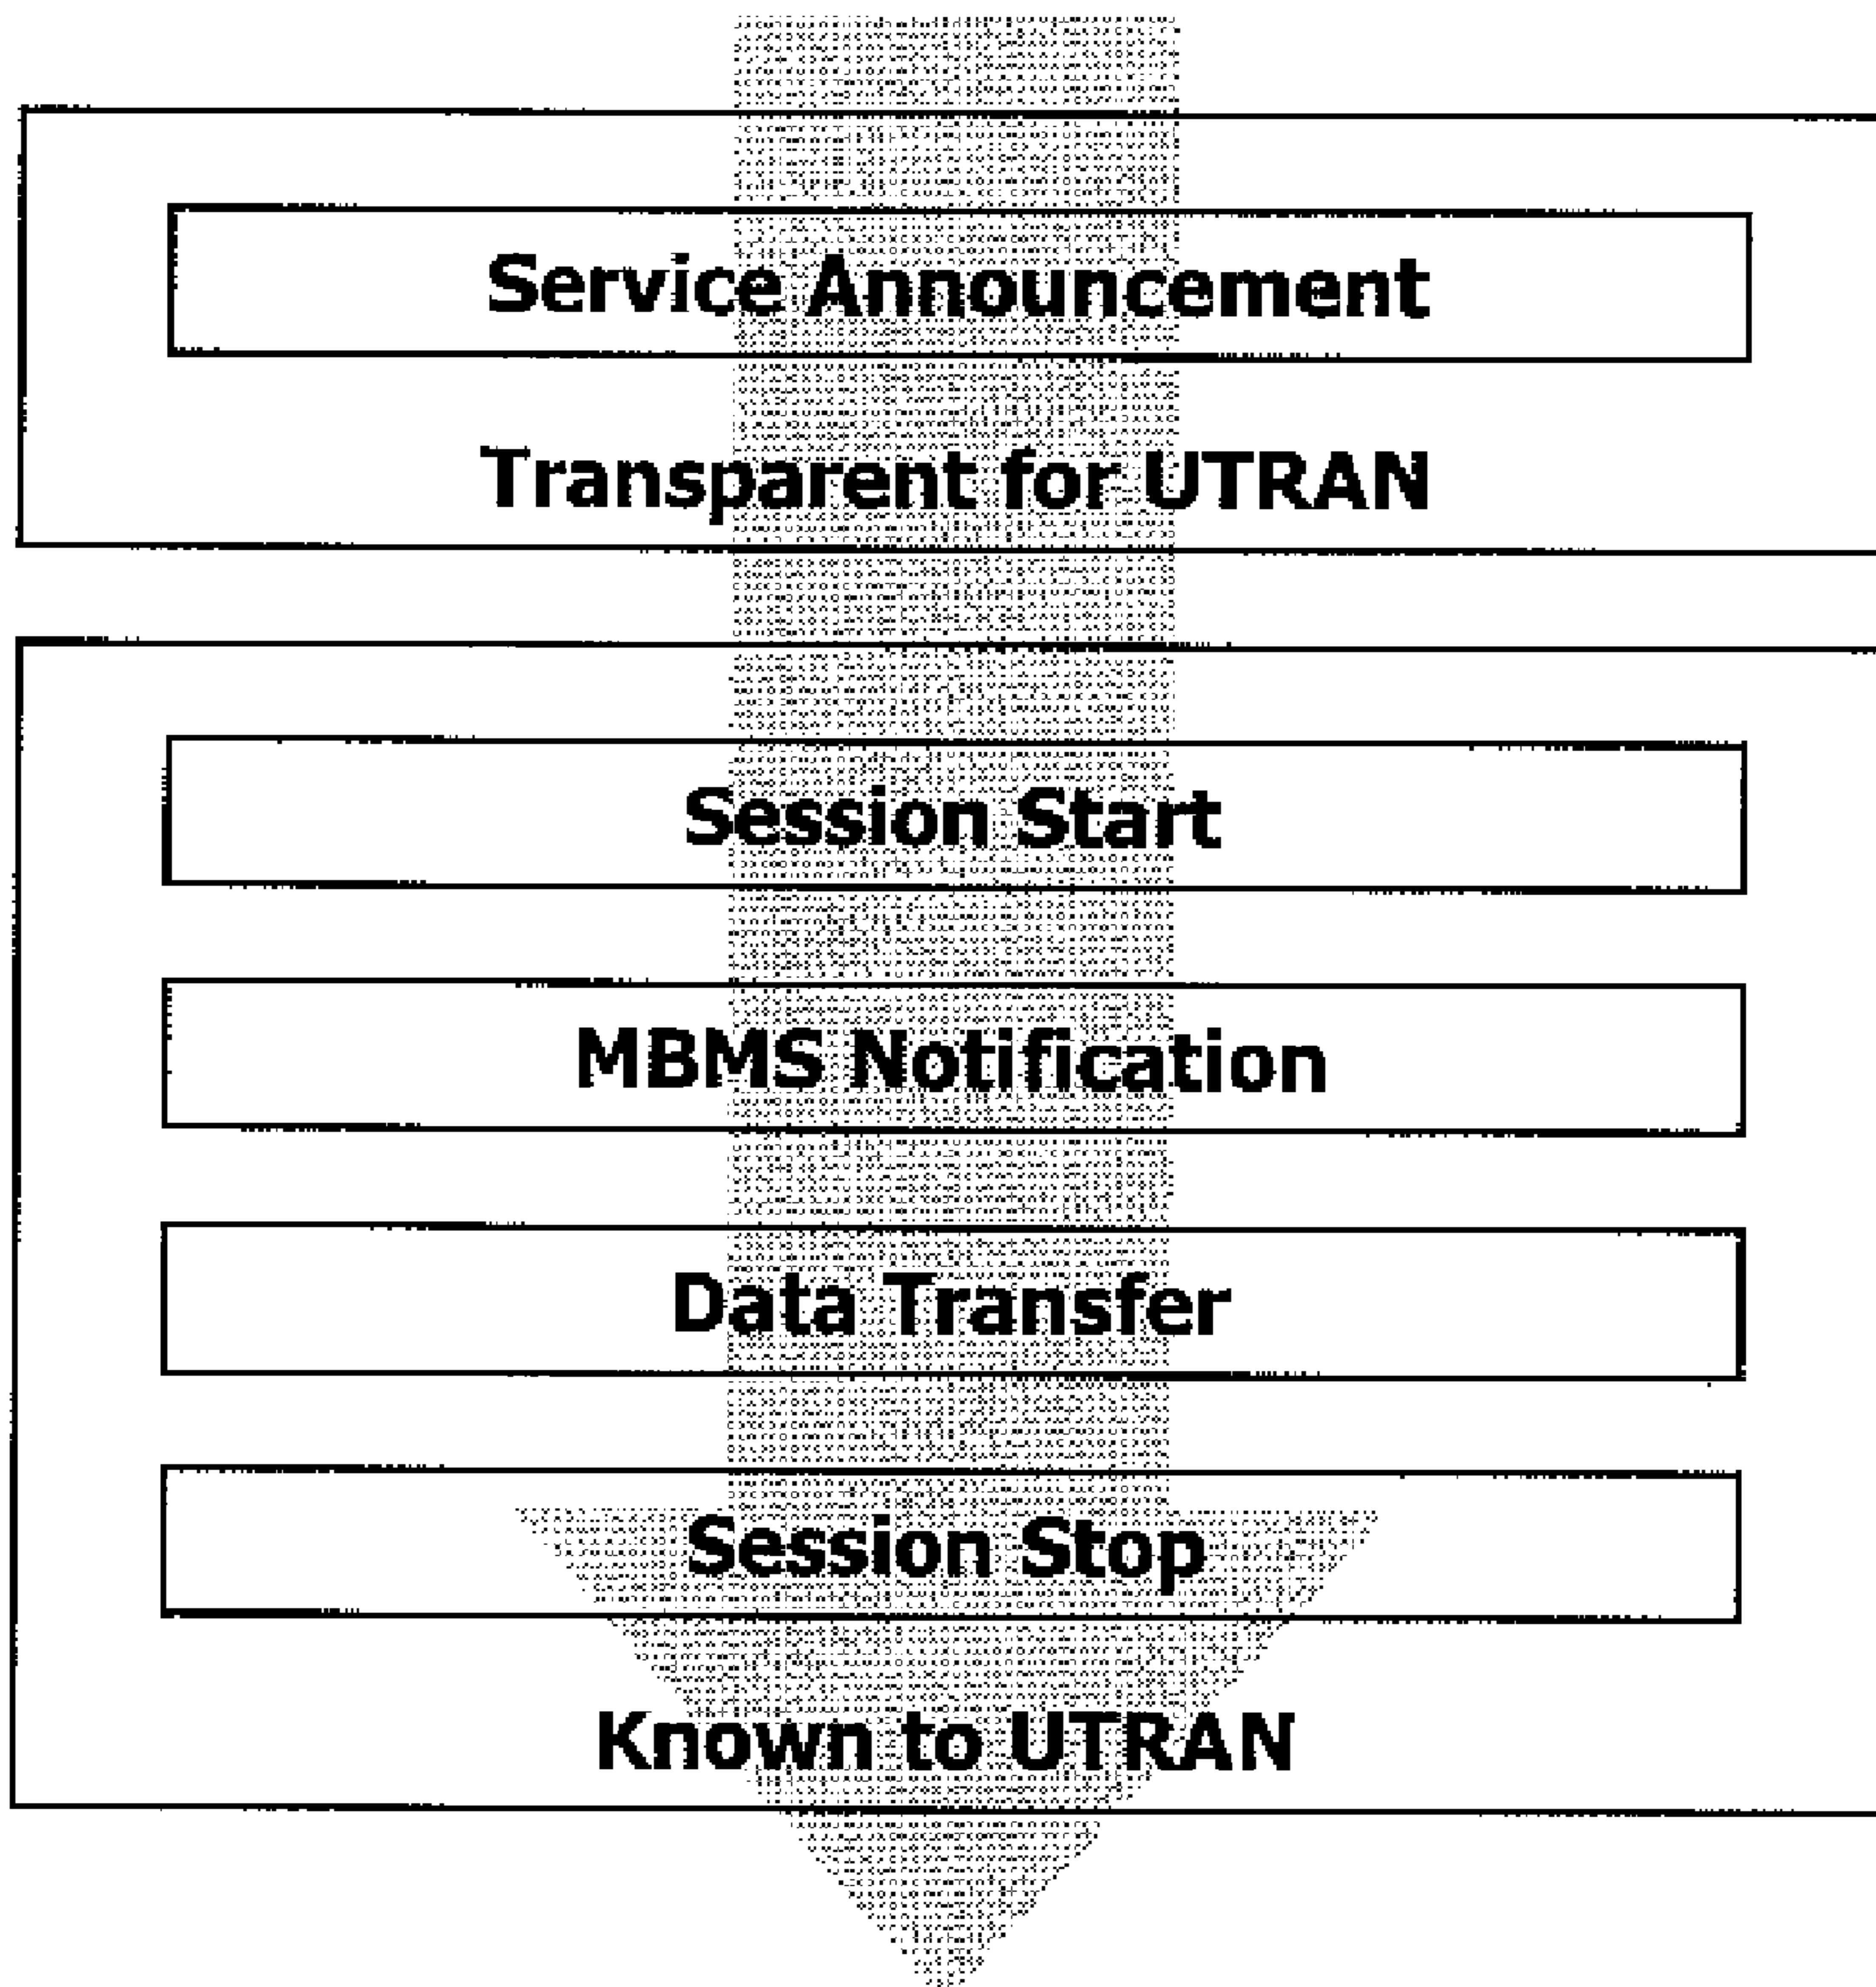 Service Announcement
Transparent for UTRAN
Session Start
MBMS Notification
Data Transfer
Session Stop
Known to UTRAN